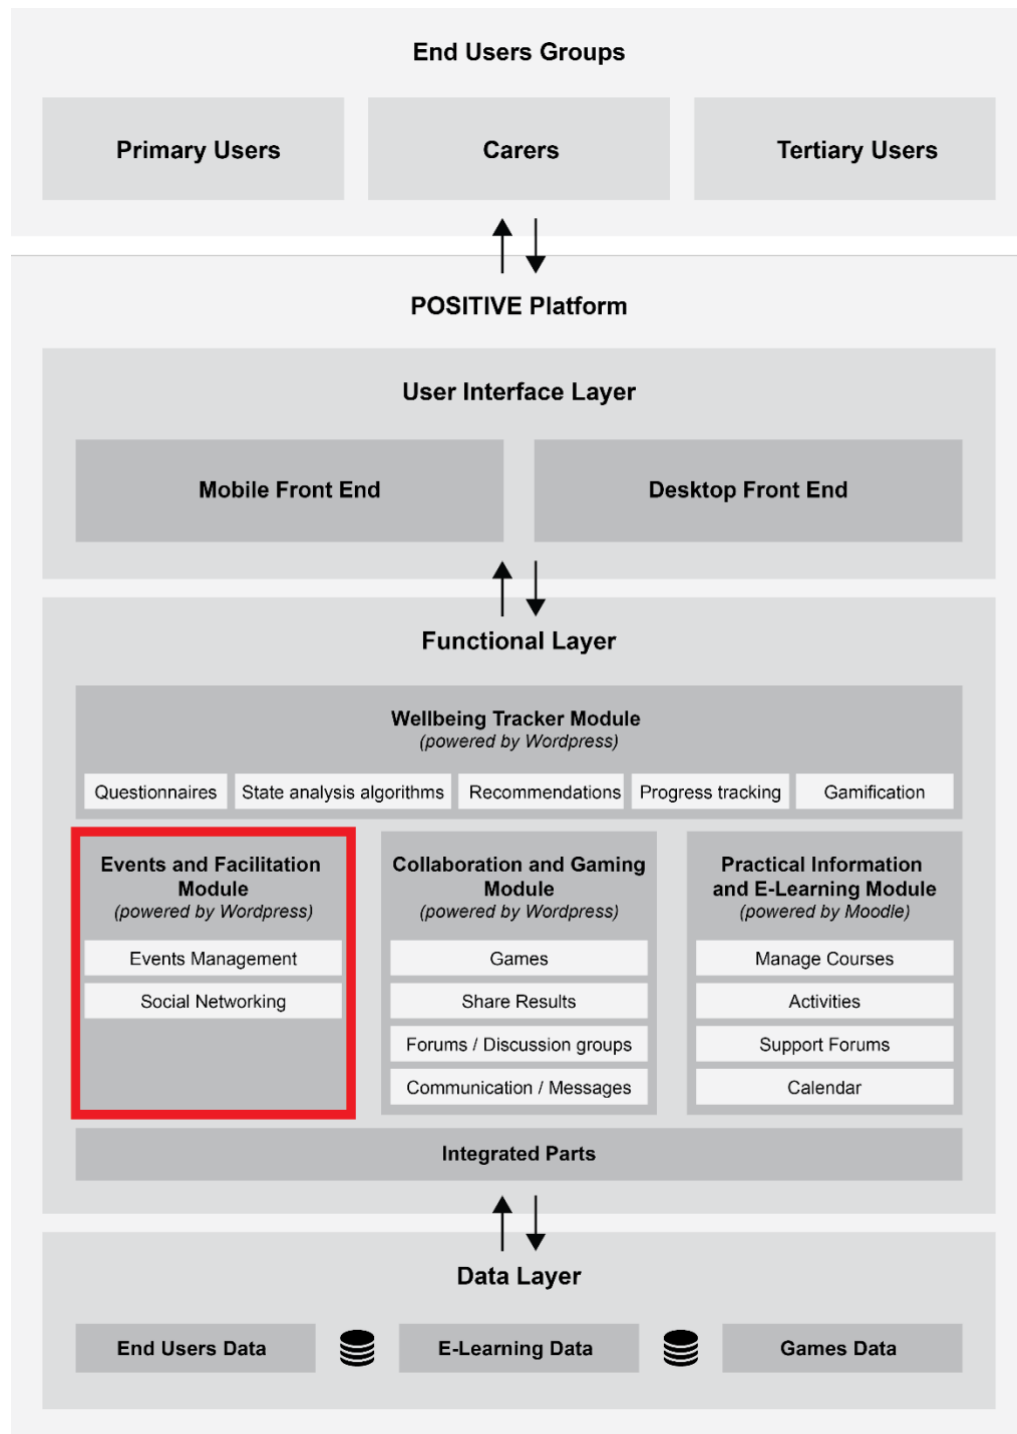 End Users Groups
Primary Users
Carers
Tertiary Users
POSITIVE Platform
User Interface Layer
Mobile Front End
Desktop Front End
Functional Layer
Wellbeing Tracker Module
(powered by Wordpress)
Questionnaires
State analysis algorithms
Recommendations
Progress tracking
Gamification
Events and Facilitation
Module
(powered by Wordpress)
Events Management
Social Networking
Collaboration and Gaming
Module
(powered by Wordpress)
Games
Share Results
Forums / Discussion groups
Communication / Messages
Practical Information
and E-Learning Module
(powered by Moodle)
Manage Courses
Activities
Support Forums
Calendar
Integrated Parts
Data Layer
End Users Data
E-Learning Data
Games Data